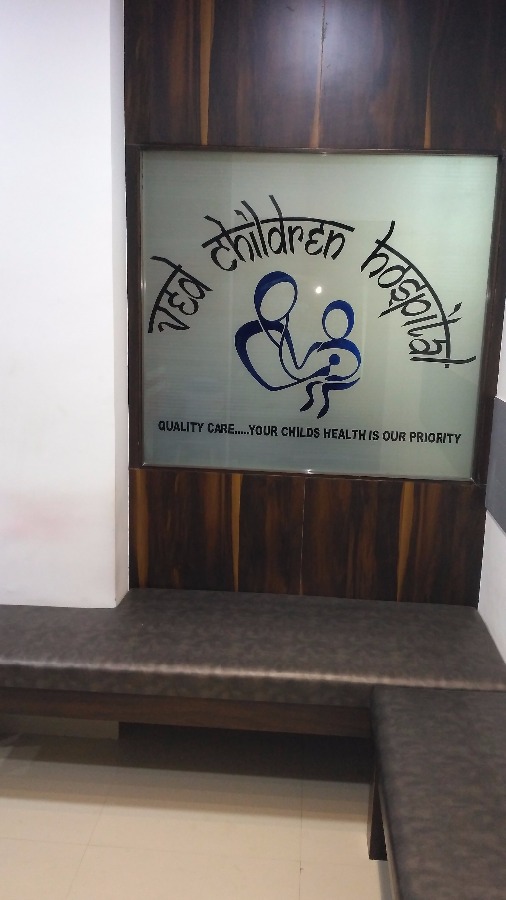 VEd children hospital
QUALITY CARE.....YOUR CHILDS HEALTH IS OUR PRIORITY